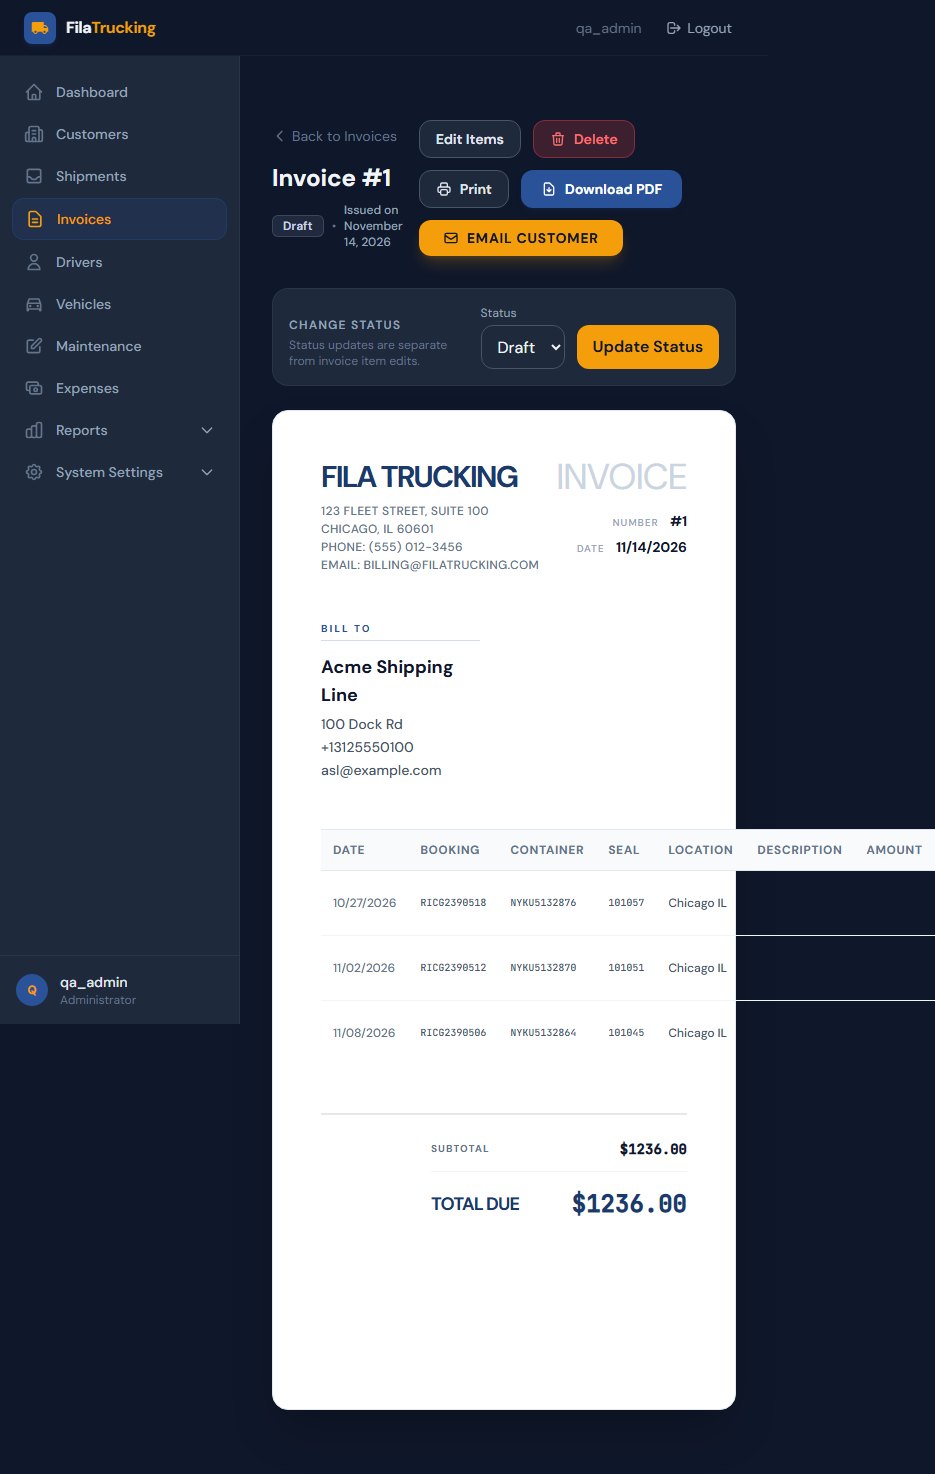 FilaTrucking
qa_admin
Logout
Dashboard
Customers
Shipments
Invoices
Drivers
Vehicles
Maintenance
Expenses
Reports
System Settings
Q
qa_admin
Administrator
Back to Invoices
Invoice #1
Draft • Issued on
November
14, 2026
Edit Items
Delete
Print
Download PDF
EMAIL CUSTOMER
CHANGE STATUS
Status updates are separate
from invoice item edits.
Status
Draft
Update Status
FILA TRUCKING
123 FLEET STREET, SUITE 100
CHICAGO, IL 60601
PHONE: (555) 012-3456
EMAIL: BILLING@FILATRUCKING.COM
INVOICE
NUMBER #1
DATE 11/14/2026
BILL TO
Acme Shipping
Line
100 Dock Rd
+13125550100
asl@example.com
DATE BOOKING CONTAINER SEAL LOCATION DESCRIPTION AMOUNT
10/27/2026 RICG2390518 NYKU5132876 101057 Chicago IL
11/02/2026 RICG2390512 NYKU5132870 101051 Chicago IL
11/08/2026 RICG2390506 NYKU5132864 101045 Chicago IL
SUBTOTAL $1236.00
TOTAL DUE $1236.00